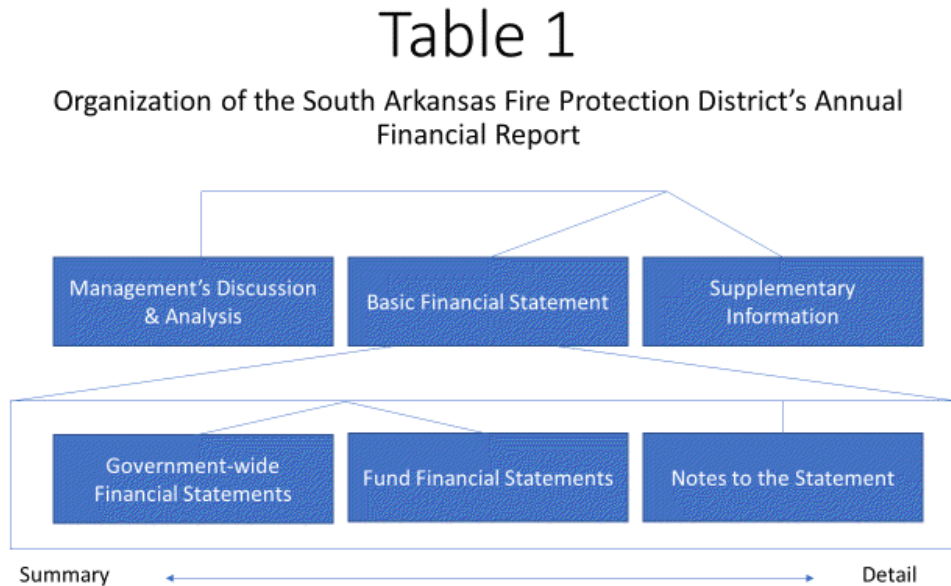 Table 1
Organization of the South Arkansas Fire Protection District's Annual
Financial Report
Management's Discussion
& Analysis
Basic Financial Statement
Supplementary
Information
Government-wide
Financial Statements
Fund Financial Statements
Notes to the Statement
Summary
Detail